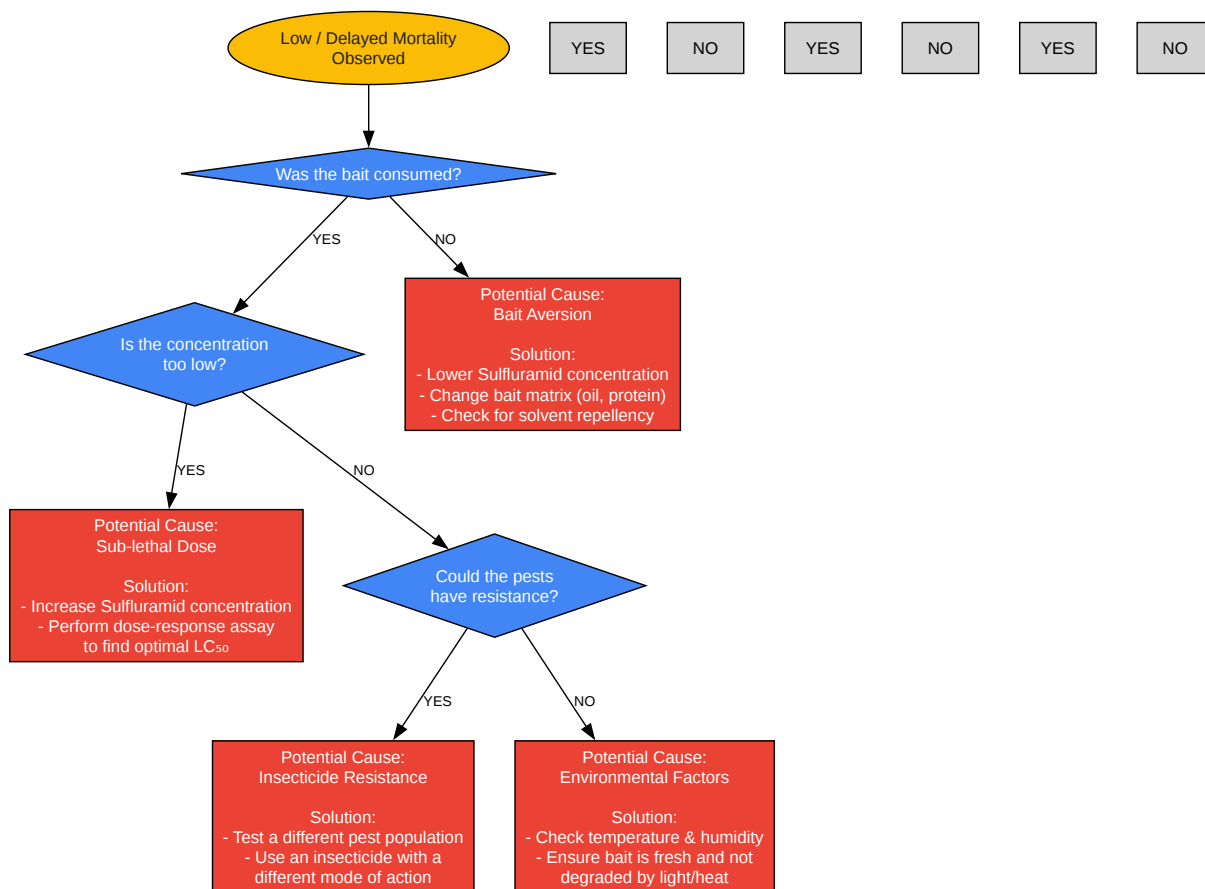 Low / Delayed Mortality
Observed
YES
NO
YES
NO
YES
NO
Was the bait consumed?
YES
NO
Potential Cause:
Bait Aversion
Solution:
- Lower Sulfluramid concentration
- Change bait matrix (oil, protein)
- Check for solvent repellency
Is the concentration
too low?
YES
NO
Potential Cause:
Sub-lethal Dose
Solution:
- Increase Sulfluramid concentration
- Perform dose-response assay
to find optimal LC₅₀
Could the pests
have resistance?
YES
NO
Potential Cause:
Insecticide Resistance
Solution:
- Test a different pest population
- Use an insecticide with a
different mode of action
Potential Cause:
Environmental Factors
Solution:
- Check temperature & humidity
- Ensure bait is fresh and not
degraded by light/heat